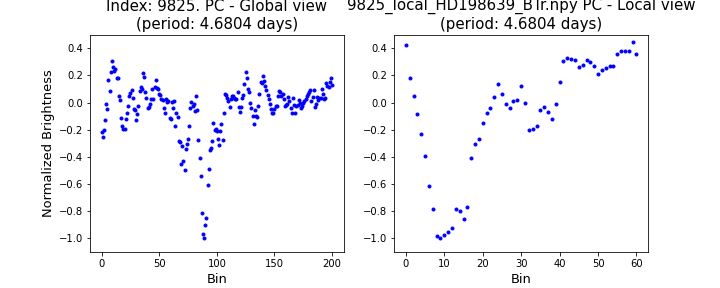 Index: 9825. PC - Global view
(period: 4.6804 days)
9825_local_HD198639_BTr.npy PC - Local view
(period: 4.6804 days)
Normalized Brightness
0.4
0.2
0.0
−0.2
−0.4
−0.6
−0.8
−1.0
0 50 100 150 200
Bin
0.4
0.2
0.0
−0.2
−0.4
−0.6
−0.8
−1.0
0 10 20 30 40 50 60
Bin